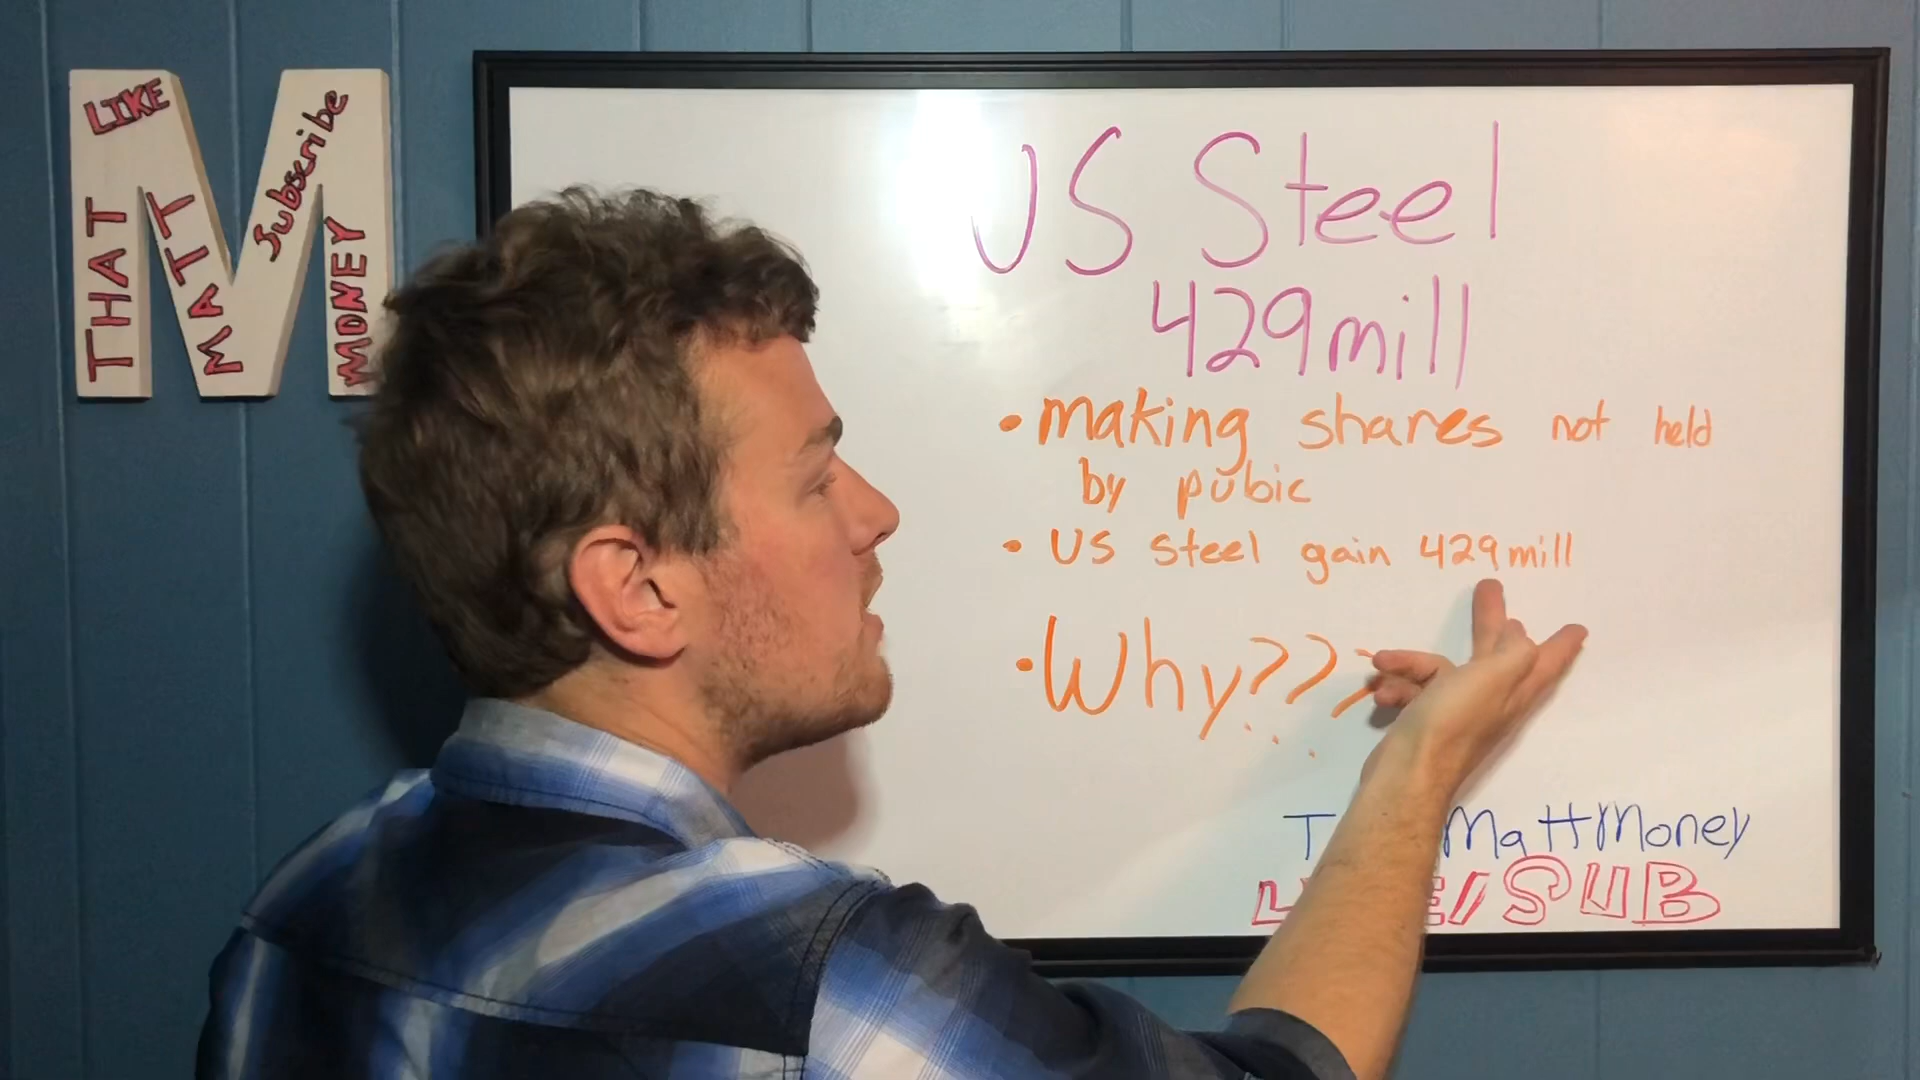 LIKE
THAT
MATT
Subscribe
MONEY
US Steel
429mill
• Making shares not held
by pubic
• US steel gain 429mill
• Why???
MattMoney
SUB